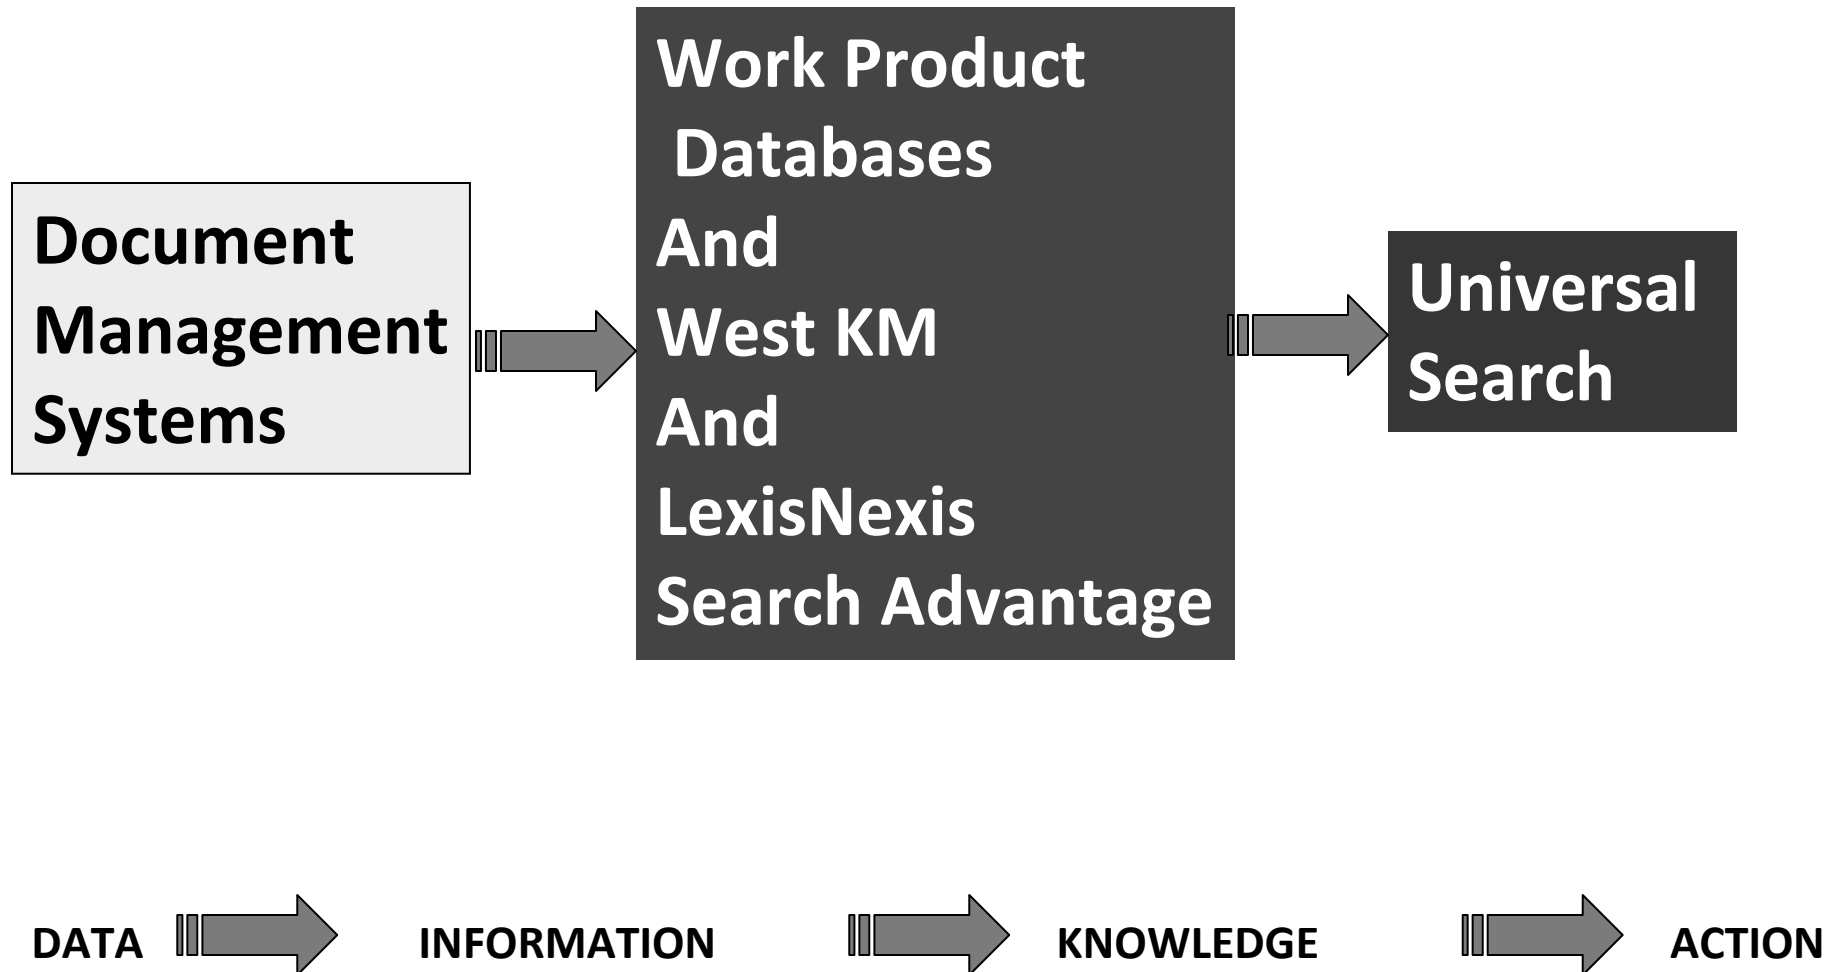 Document
Management
Systems
Work Product
Databases
And
West KM
And
LexisNexis
Search Advantage
Universal
Search
DATA
INFORMATION
KNOWLEDGE
ACTION